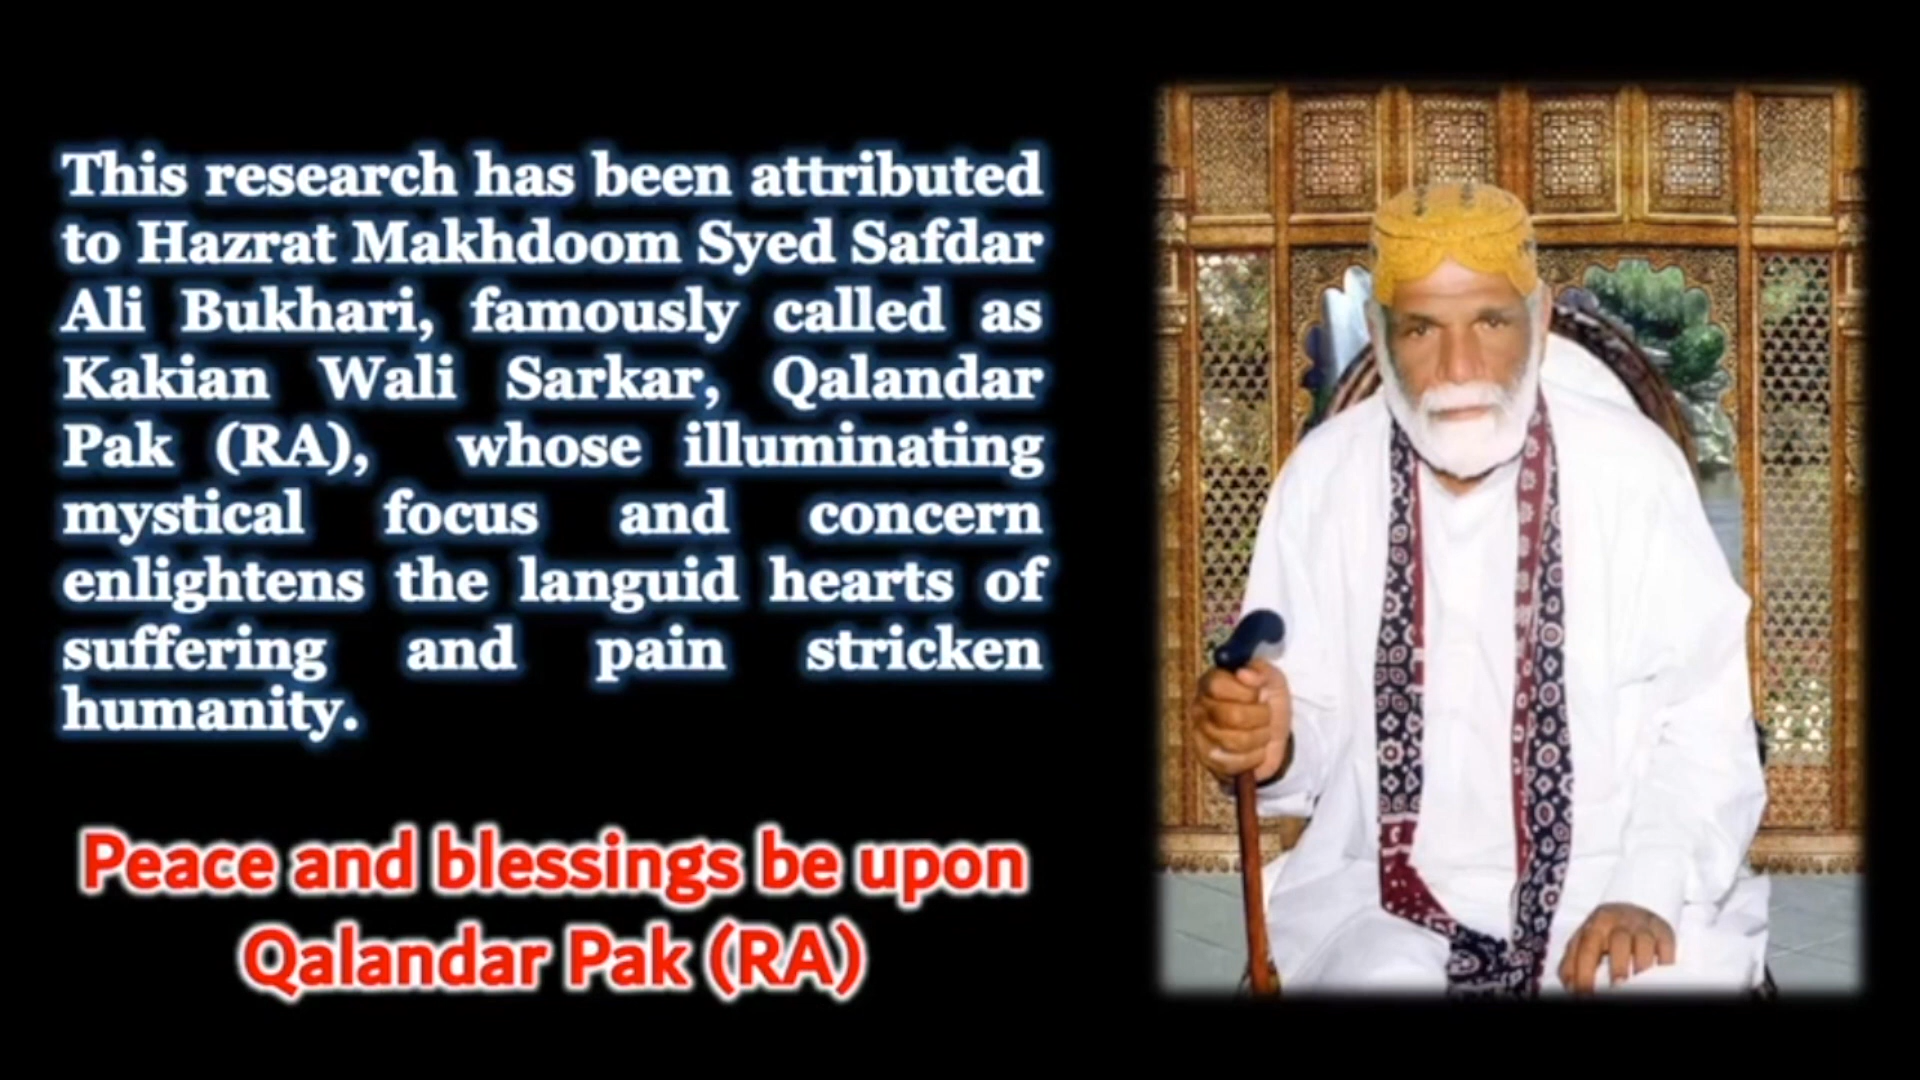 This research has been attributed
to Hazrat Makhdoom Syed Safdar
Ali Bukhari, famously called as
Kakian Wali Sarkar, Qalandar
Pak (RA), whose illuminating
mystical focus and concern
enlightens the languid hearts of
suffering and pain stricken
humanity.
Peace and blessings be upon
Qalandar Pak (RA)